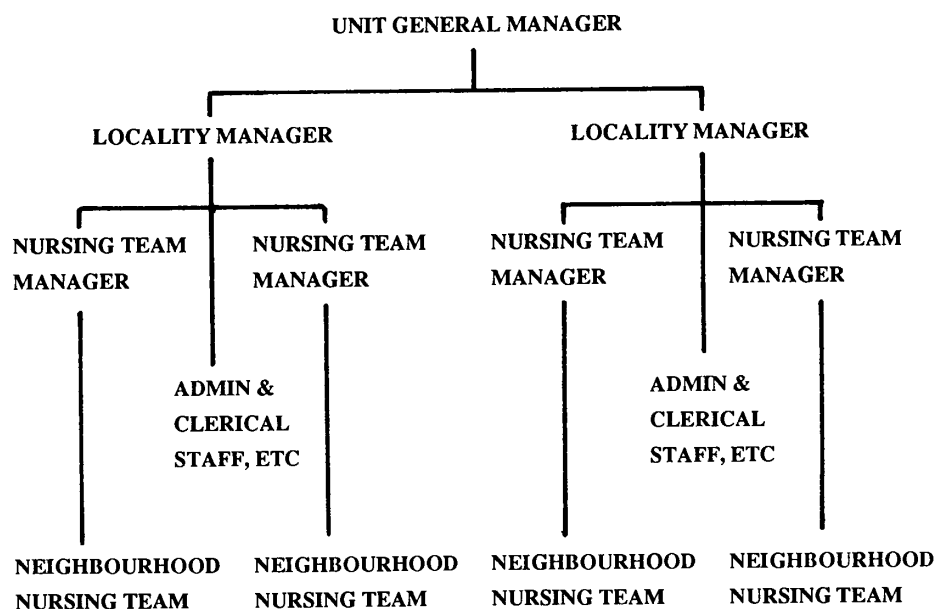 UNIT GENERAL MANAGER
LOCALITY MANAGER
LOCALITY MANAGER
NURSING TEAM
MANAGER
NURSING TEAM
MANAGER
NURSING TEAM
MANAGER
NURSING TEAM
MANAGER
ADMIN &
CLERICAL
STAFF, ETC
ADMIN &
CLERICAL
STAFF, ETC
NEIGHBOURHOOD
NURSING TEAM
NEIGHBOURHOOD
NURSING TEAM
NEIGHBOURHOOD
NURSING TEAM
NEIGHBOURHOOD
NURSING TEAM